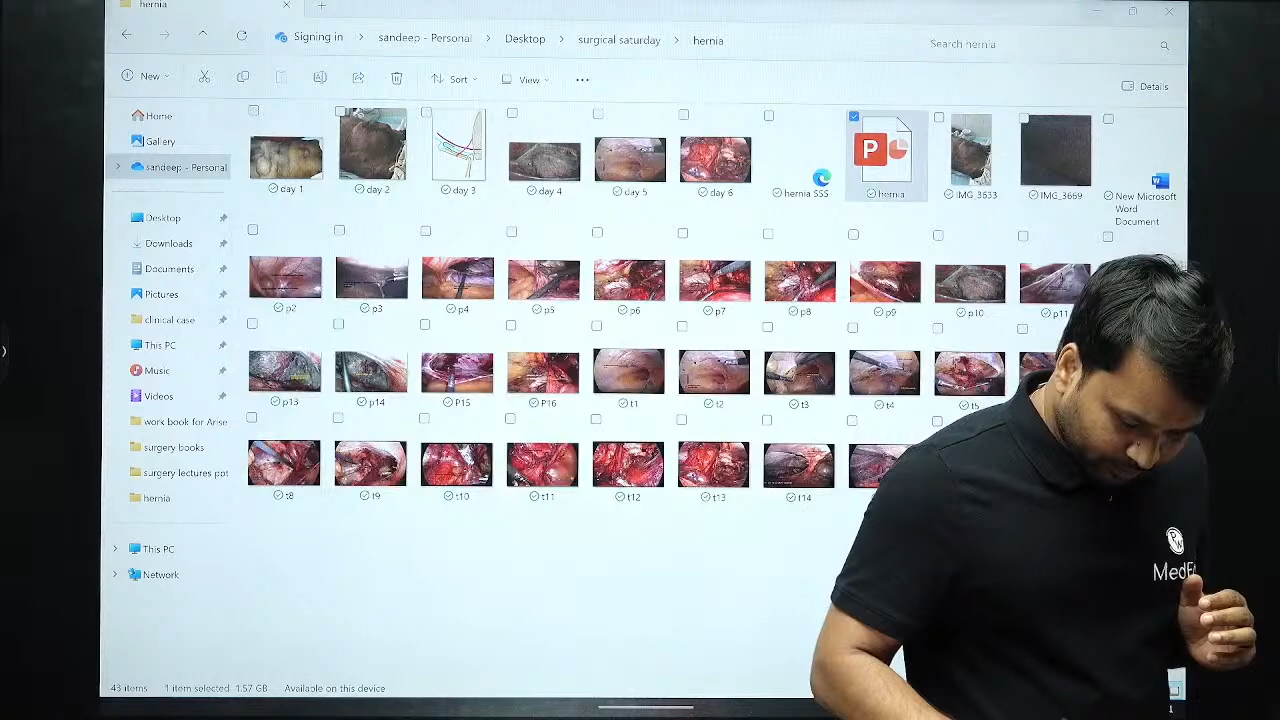 hernia
Signing in > sandeep - Personal > Desktop > surgical saturday > hernia
Search hernia
New
Sort
View
Details
Home
Gallery
sandeep - Personal
Desktop
Downloads
Documents
Pictures
clinical case
This PC
Music
Videos
work book for Arise
surgery books
surgery lectures ppt
hernia
This PC
Network
day 1
day 2
day 3
day 4
day 5
day 6
hernia SSS
P
hernia
IMG_3633
IMG_3669
W
New Microsoft
Word
Document
p2
p3
p4
p5
p6
p7
p8
p9
p10
p11
p13
p14
P15
P16
t1
t2
t3
t4
t5
t8
t9
t10
t11
t12
t13
t14
43 items
1 item selected 1.57 GB
Available on this device
PW
MedE